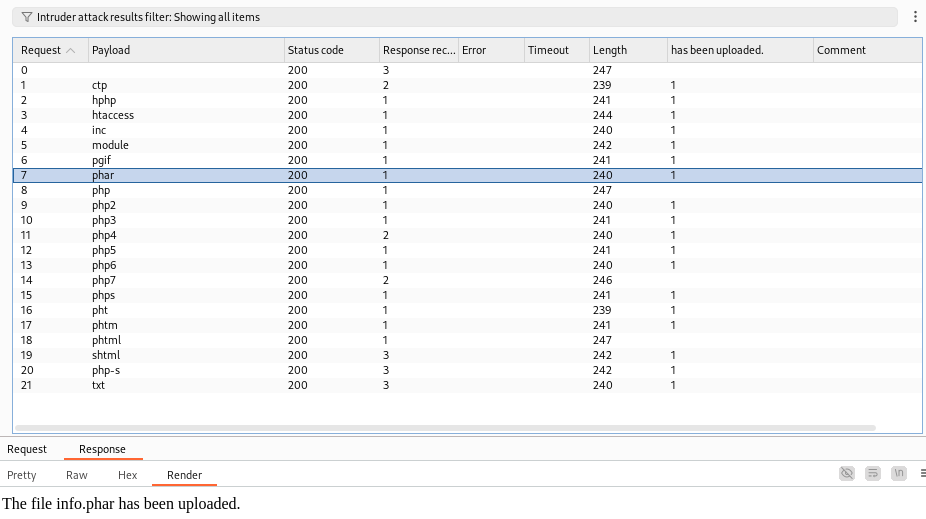 Intruder attack results filter: Showing all items
Request Payload Status code Response rec... Error Timeout Length has been uploaded. Comment
0 200 3 247
1 ctp 200 2 239 1
2 hphp 200 1 241 1
3 htaccess 200 1 244 1
4 inc 200 1 240 1
5 module 200 1 242 1
6 pgif 200 1 241 1
7 phar 200 1 240 1
8 php 200 1 247
9 php2 200 1 240 1
10 php3 200 1 241 1
11 php4 200 2 240 1
12 php5 200 1 241 1
13 php6 200 1 240 1
14 php7 200 2 246
15 phps 200 1 241 1
16 pht 200 1 239 1
17 phtm 200 1 241 1
18 phtml 200 1 247
19 shtml 200 3 242 1
20 php-s 200 3 242 1
21 txt 200 3 240 1
Request Response
Pretty Raw Hex Render \n
The file info.phar has been uploaded.